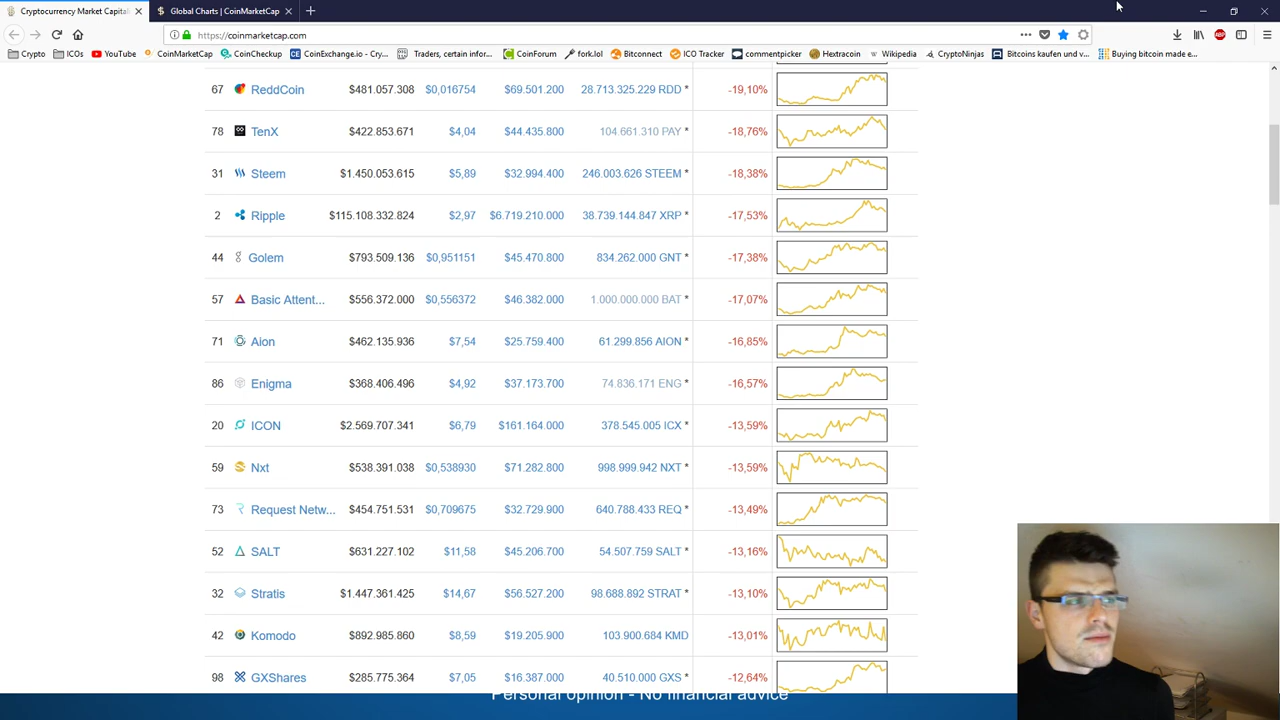 Cryptocurrency Market Capital
Global Charts | CoinMarketCap
https://coinmarketcap.com
Crypto ICOs YouTube CoinMarketCap CoinCheckup CoinExchange.io - Cry... Traders, certain infor... CoinForum fork.lol Bitconnect ICO Tracker commentpicker Hextracoin Wikipedia CryptoNinjas Bitcoins kaufen und v... Buying bitcoin made e...
67 ReddCoin $481.057.308 $0,016754 $69.501.200 28.713.325.229 RDD * -19,10%
78 TenX $422.853.671 $4,04 $44.435.800 104.661.310 PAY * -18,76%
31 Steem $1.450.053.615 $5,89 $32.994.400 246.003.626 STEEM * -18,38%
2 Ripple $115.108.332.824 $2,97 $6.719.210.000 38.739.144.847 XRP * -17,53%
44 Golem $793.509.136 $0,951151 $45.470.800 834.262.000 GNT * -17,38%
57 Basic Attent... $556.372.000 $0,556372 $46.382.000 1.000.000.000 BAT * -17,07%
71 Aion $462.135.936 $7,54 $25.759.400 61.299.856 AION * -16,85%
86 Enigma $368.406.496 $4,92 $37.173.700 74.836.171 ENG * -16,57%
20 ICON $2.569.707.341 $6,79 $161.164.000 378.545.005 ICX * -13,59%
59 Nxt $538.391.038 $0,538930 $71.282.800 998.999.942 NXT * -13,59%
73 Request Netw... $454.751.531 $0,709675 $32.729.900 640.788.433 REQ * -13,49%
52 SALT $631.227.102 $11,58 $45.206.700 54.507.759 SALT * -13,16%
32 Stratis $1.447.361.425 $14,67 $56.527.200 98.688.892 STRAT * -13,10%
42 Komodo $892.985.860 $8,59 $19.205.900 103.900.684 KMD -13,01%
98 GXShares $285.775.364 $7,05 $16.387.000 40.510.000 GXS * -12,64%
Personal opinion - No financial advice